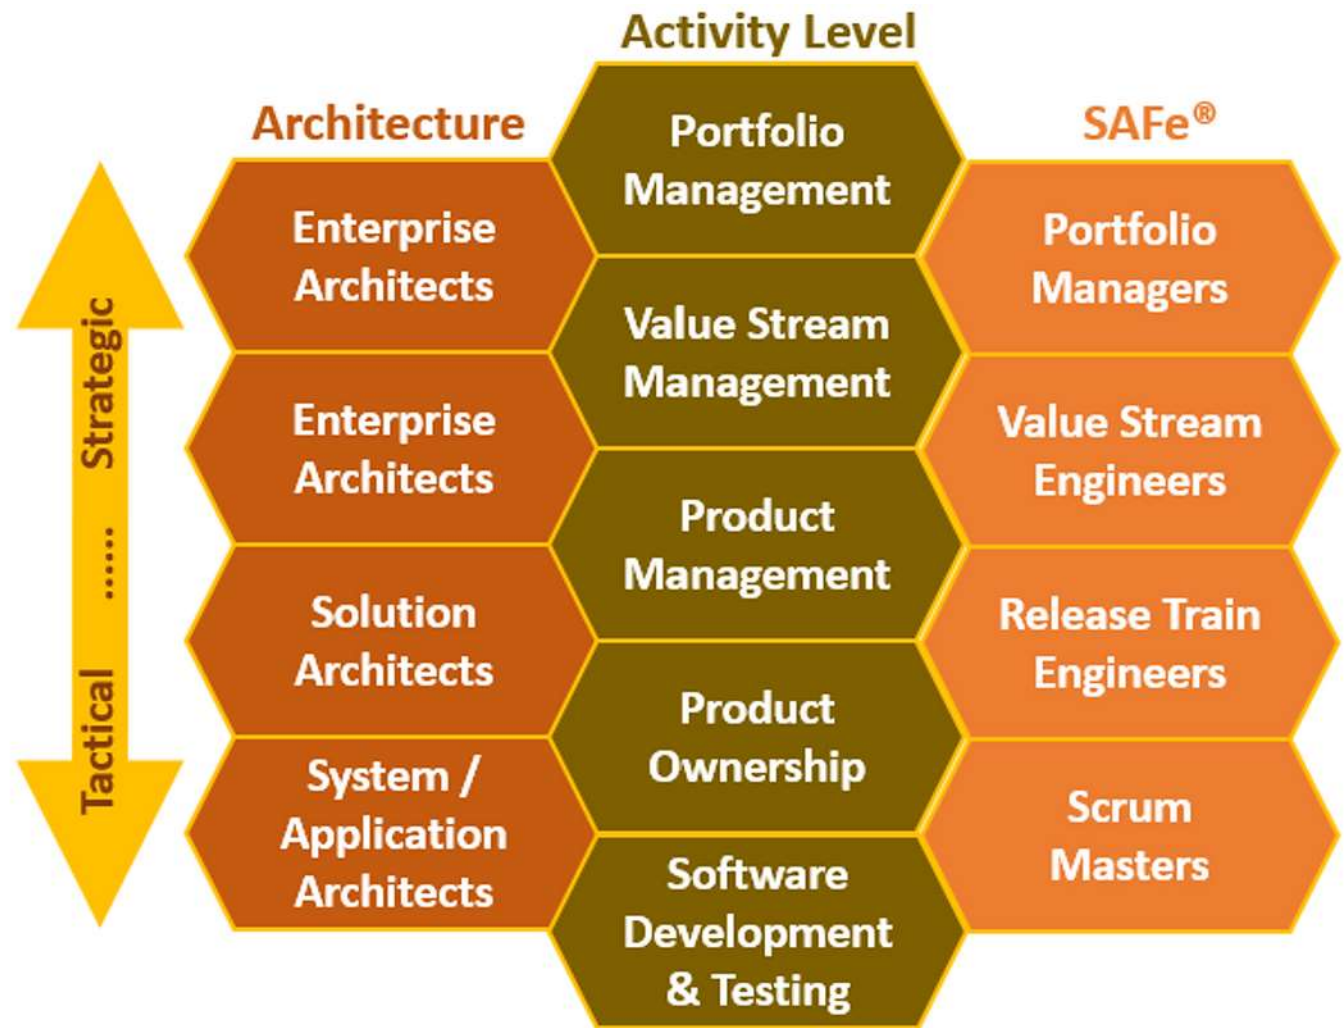 Activity Level
Architecture
SAFe®
Strategic
......
Tactical
Enterprise
Architects
Enterprise
Architects
Solution
Architects
System /
Application
Architects
Portfolio
Management
Value Stream
Management
Product
Management
Product
Ownership
Software
Development
& Testing
Portfolio
Managers
Value Stream
Engineers
Release Train
Engineers
Scrum
Masters